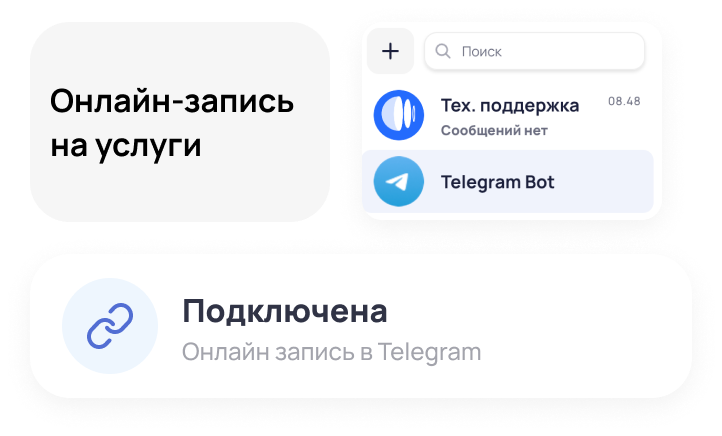 Онлайн-запись
на услуги
Поиск
Тех. поддержка 08.48
Сообщений нет
Telegram Bot
Подключена
Онлайн запись в Telegram